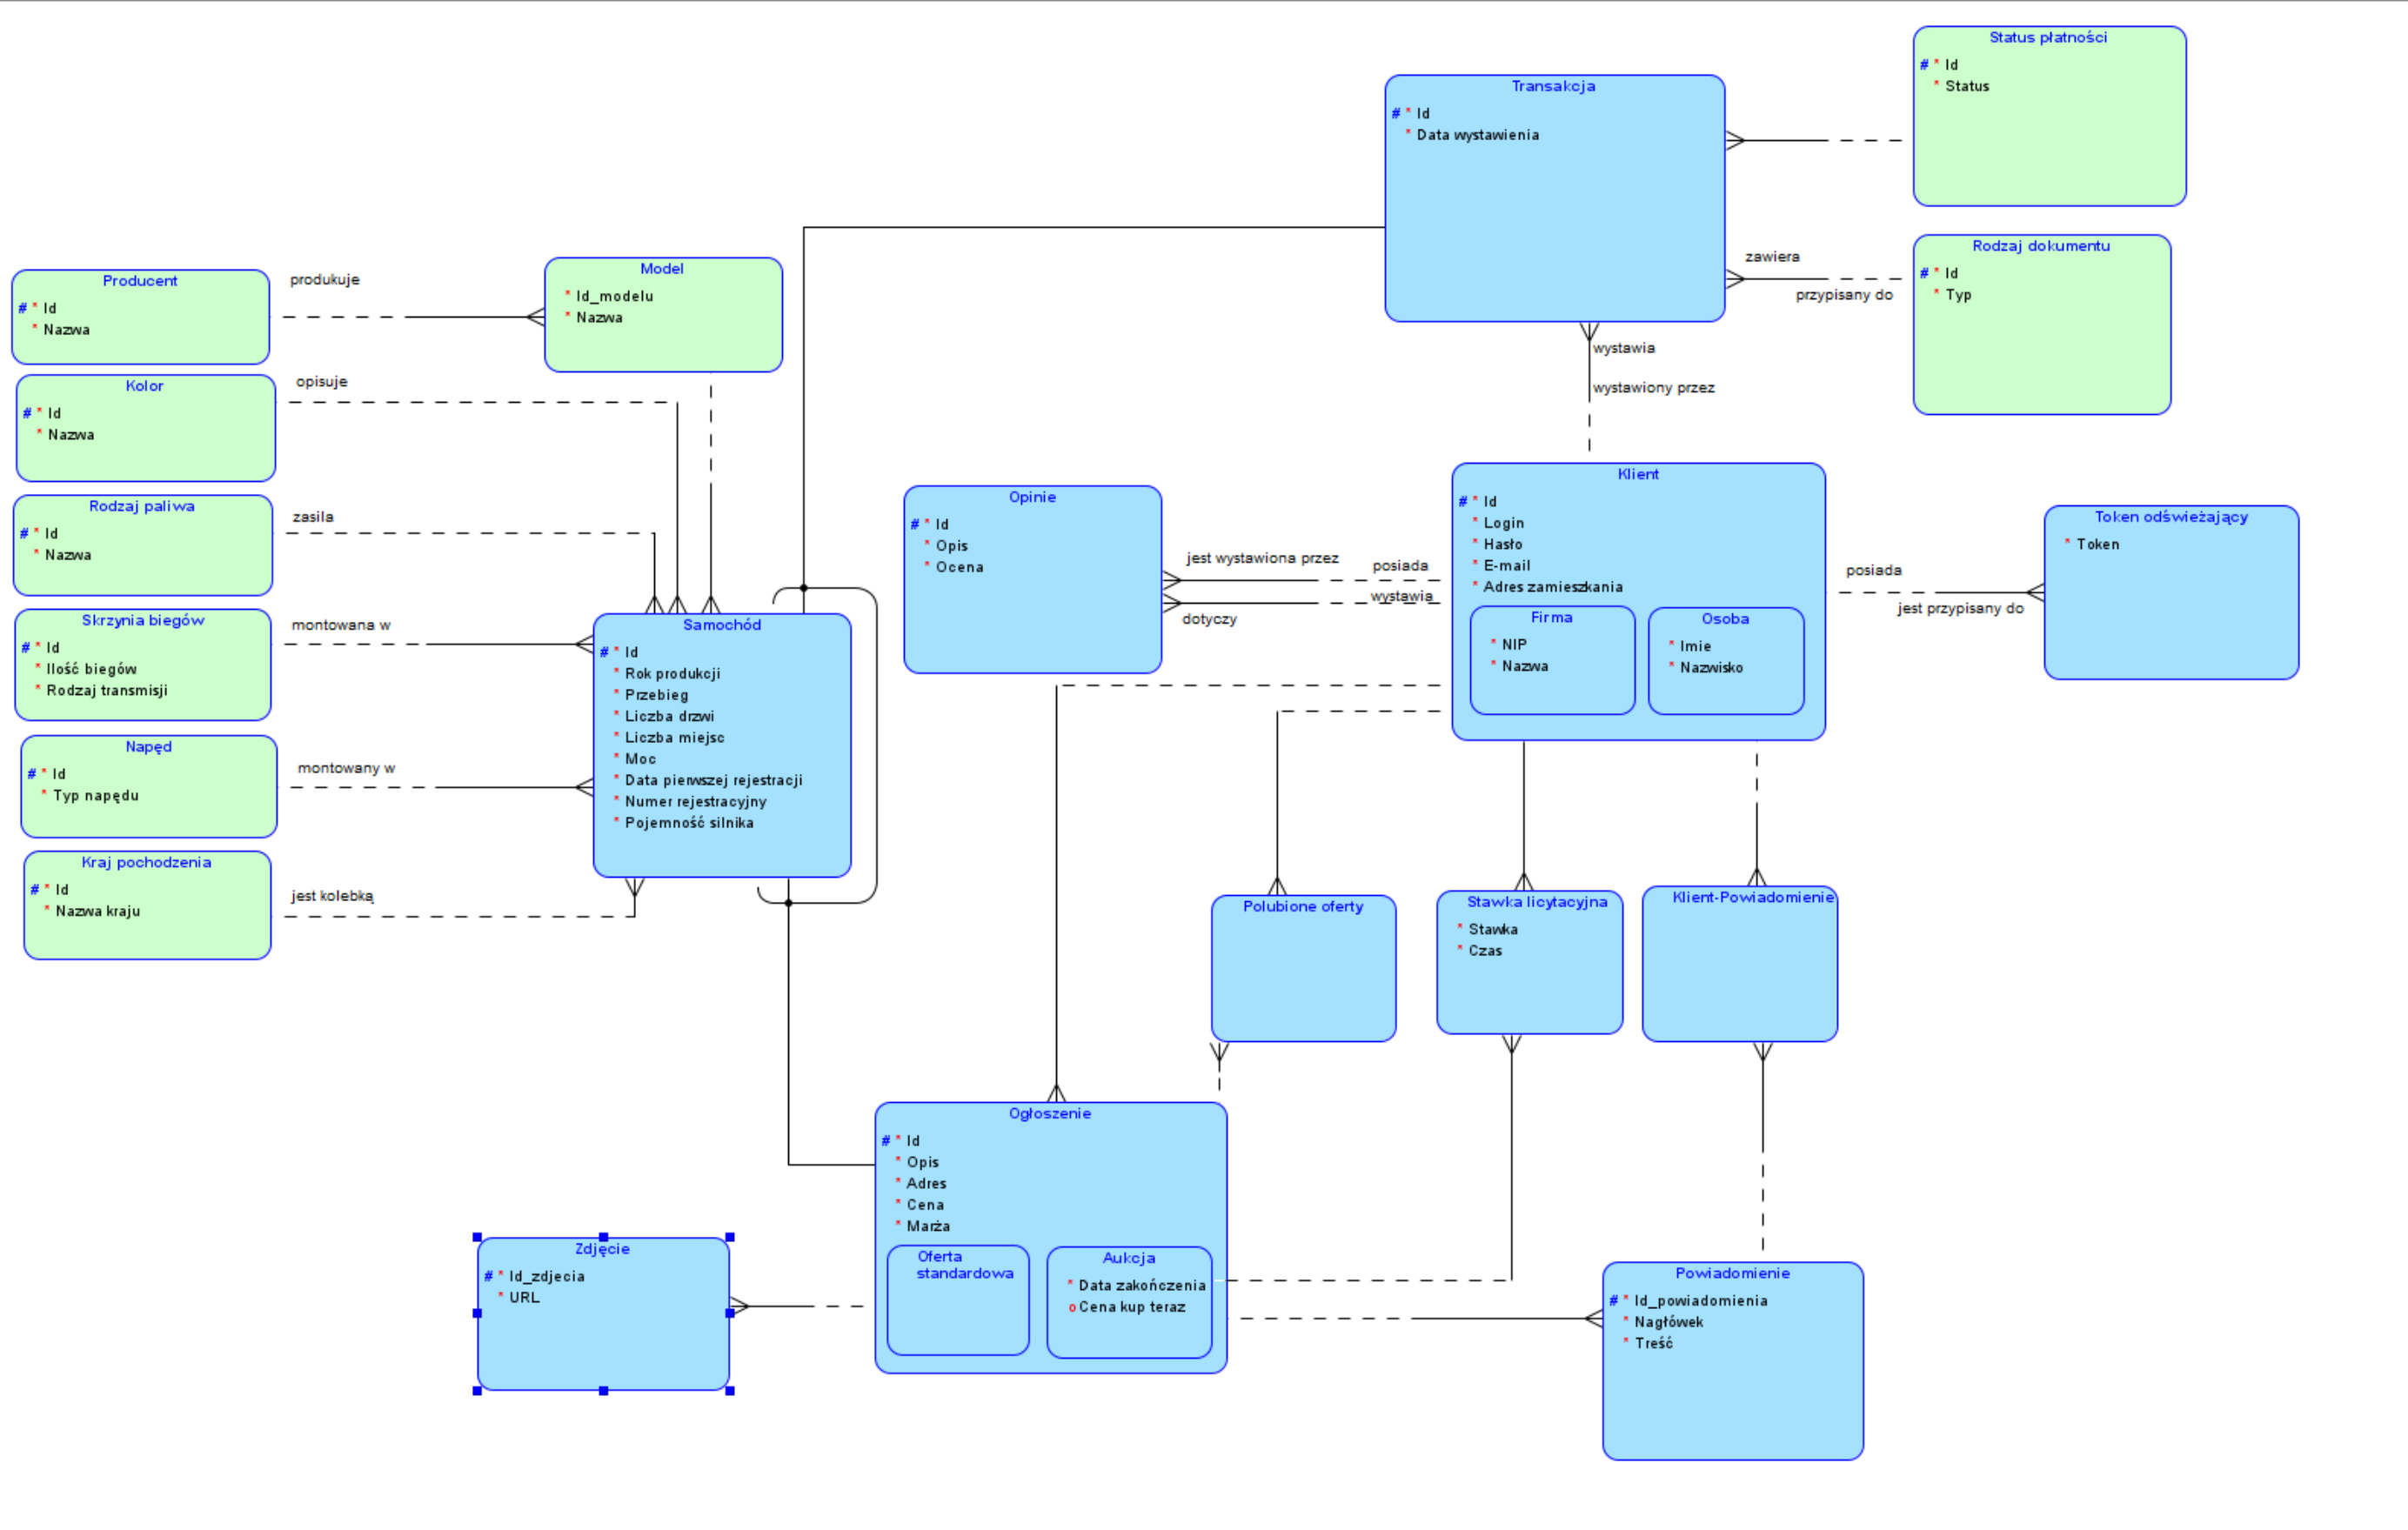 Status płatności
# * Id
* Status
Transakcja
# * Id
* Data wystawienia
Rodzaj dokumentu
# * Id
* Typ
zawiera
przypisany do
wystawia
wystawiony przez
Producent
# * Id
* Nazwa
produkuje
Model
* Id_modelu
* Nazwa
Kolor
# * Id
* Nazwa
opisuje
Rodzaj paliwa
# * Id
* Nazwa
zasila
Skrzynia biegów
# * Id
* Ilość biegów
* Rodzaj transmisji
montowana w
Napęd
# * Id
* Typ napędu
montowany w
Kraj pochodzenia
# * Id
* Nazwa kraju
jest kolebką
Samochód
# * Id
* Rok produkcji
* Przebieg
* Liczba drzwi
* Liczba miejsc
* Moc
* Data pierwszej rejestracji
* Numer rejestracyjny
* Pojemność silnika
Opinie
# * Id
* Opis
* Ocena
jest wystawiona przez
posiada
wystawia
dotyczy
Klient
# * Id
* Login
* Hasło
* E-mail
* Adres zamieszkania
Firma
* NIP
* Nazwa
Osoba
* Imie
* Nazwisko
posiada
jest przypisany do
Token odświeżający
* Token
Polubione oferty
Stawka licytacyjna
* Stawka
* Czas
Klient-Powiadomienie
Ogłoszenie
# * Id
* Opis
* Adres
* Cena
* Marża
Oferta
standardowa
Aukcja
* Data zakończenia
o Cena kup teraz
Zdjęcie
# * Id_zdjecia
* URL
Powiadomienie
# * Id_powiadomienia
* Nagłówek
* Treść